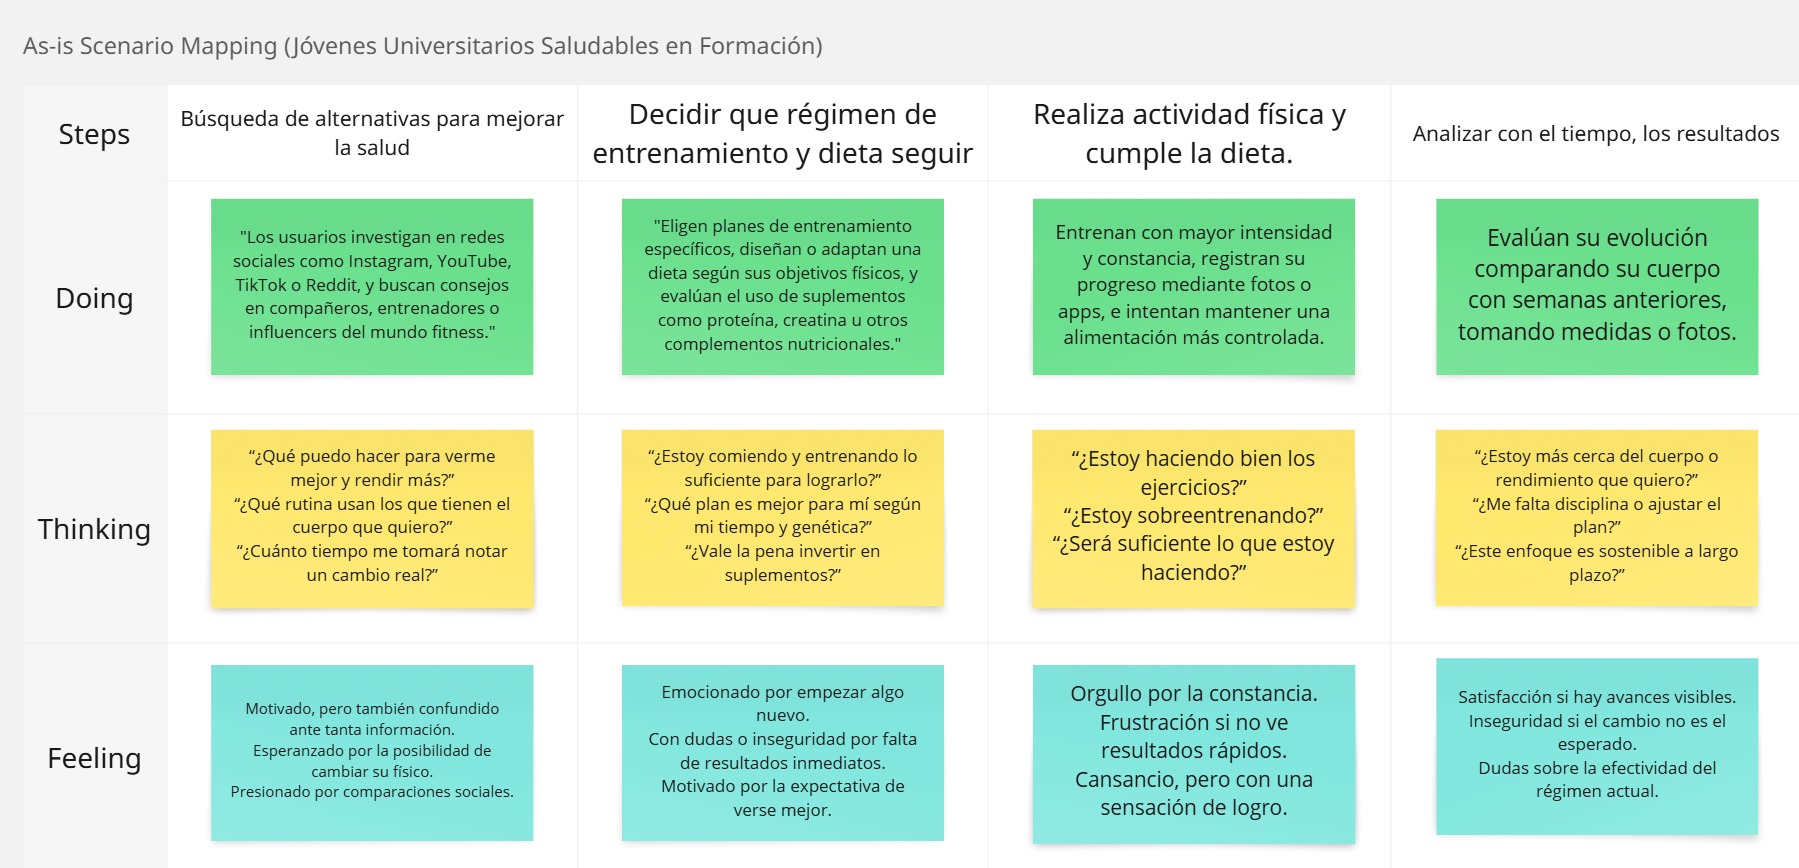 As-is Scenario Mapping (Jóvenes Universitarios Saludables en Formación)
Steps
Búsqueda de alternativas para mejorar
la salud
Decidir que régimen de
entrenamiento y dieta seguir
Realiza actividad física y
cumple la dieta.
Analizar con el tiempo, los resultados
Doing
"Los usuarios investigan en redes
sociales como Instagram, YouTube,
TikTok o Reddit, y buscan consejos
en compañeros, entrenadores o
influencers del mundo fitness."
"Eligen planes de entrenamiento
específicos, diseñan o adaptan una
dieta según sus objetivos físicos, y
evalúan el uso de suplementos
como proteína, creatina u otros
complementos nutricionales."
Entrenan con mayor intensidad
y constancia, registran su
progreso mediante fotos o
apps, e intentan mantener una
alimentación más controlada.
Evalúan su evolución
comparando su cuerpo
con semanas anteriores,
tomando medidas o fotos.
Thinking
“¿Qué puedo hacer para verme
mejor y rendir más?”
“¿Qué rutina usan los que tienen el
cuerpo que quiero?”
“¿Cuánto tiempo me tomará notar
un cambio real?”
“¿Estoy comiendo y entrenando lo
suficiente para lograrlo?”
“¿Qué plan es mejor para mí según
mi tiempo y genética?”
“¿Vale la pena invertir en
suplementos?”
“¿Estoy haciendo bien los
ejercicios?”
“¿Estoy sobreentrenando?”
“¿Será suficiente lo que estoy
haciendo?”
“¿Estoy más cerca del cuerpo o
rendimiento que quiero?”
“¿Me falta disciplina o ajustar el
plan?”
“¿Este enfoque es sostenible a largo
plazo?”
Feeling
Motivado, pero también confundido
ante tanta información.
Esperanzado por la posibilidad de
cambiar su físico.
Presionado por comparaciones sociales.
Emocionado por empezar algo
nuevo.
Con dudas o inseguridad por falta
de resultados inmediatos.
Motivado por la expectativa de
verse mejor.
Orgullo por la constancia.
Frustración si no ve
resultados rápidos.
Cansancio, pero con una
sensación de logro.
Satisfacción si hay avances visibles.
Inseguridad si el cambio no es el
esperado.
Dudas sobre la efectividad del
régimen actual.